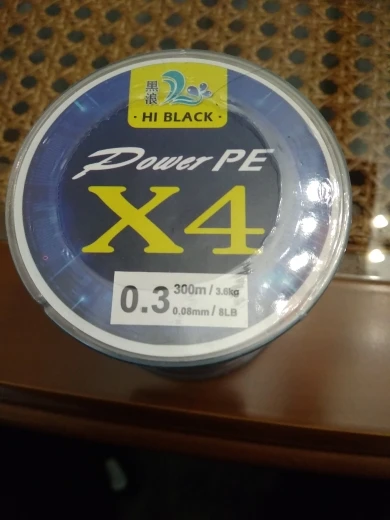 黑浪
· HI BLACK ·
Power PE
X4
0.3 300m / 3.6kg
0.08mm / 8LB